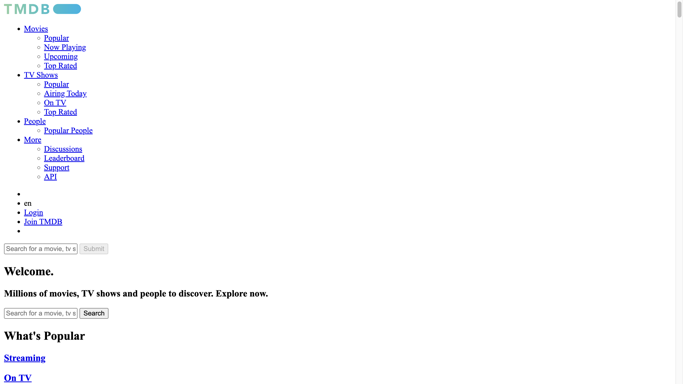 TMDB
Movies
Popular
Now Playing
Upcoming
Top Rated
TV Shows
Popular
Airing Today
On TV
Top Rated
People
Popular People
More
Discussions
Leaderboard
Support
API
en
Login
Join TMDB
Search for a movie, tv s Submit
Welcome.
Millions of movies, TV shows and people to discover. Explore now.
Search for a movie, tv s Search
What's Popular
Streaming
On TV